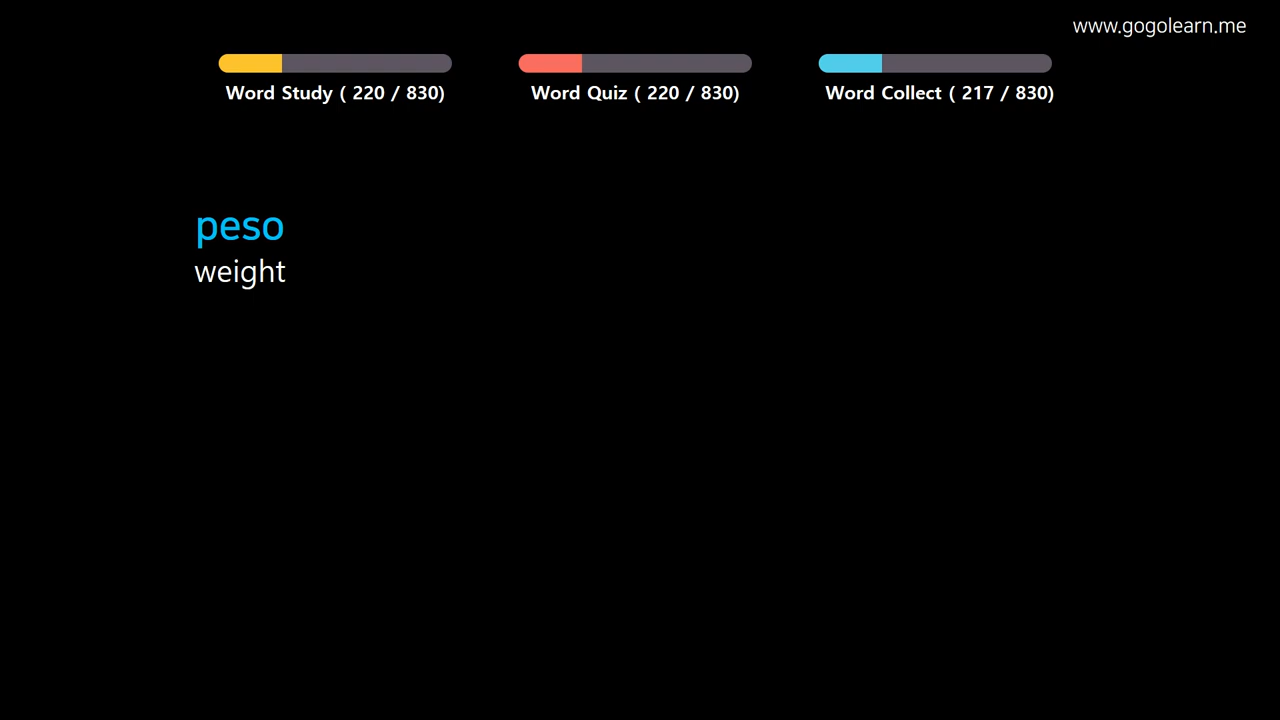 www.gogolearn.me
Word Study ( 220 / 830)
Word Quiz ( 220 / 830)
Word Collect ( 217 / 830)
peso
weight